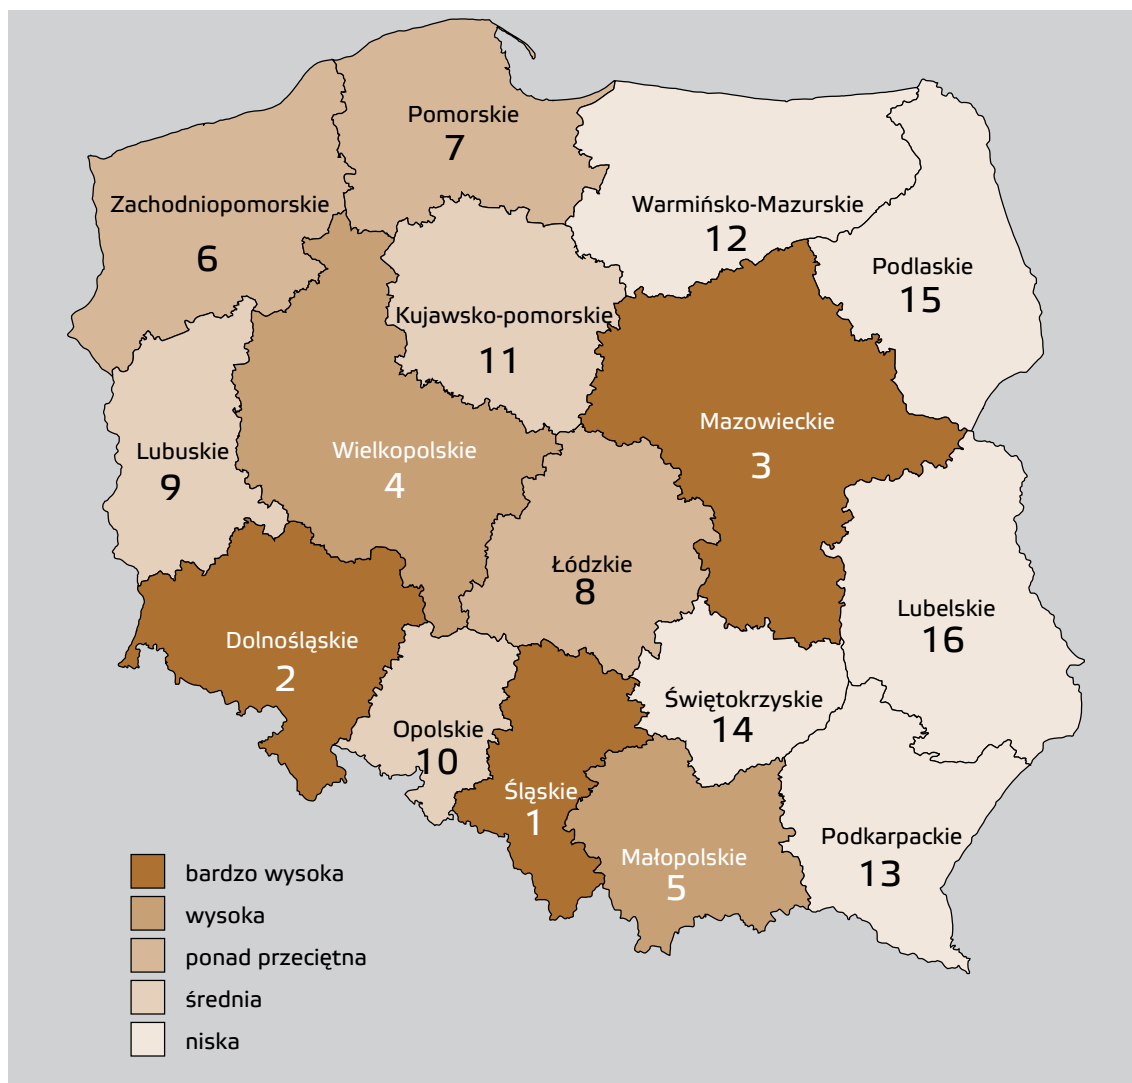 Pomorskie
7
Zachodniopomorskie
6
Warmińsko-Mazurskie
12
Podlaskie
15
Kujawsko-pomorskie
11
Mazowieckie
3
Lubuskie
9
Wielkopolskie
4
Łódzkie
8
Lubelskie
16
Dolnośląskie
2
Świętokrzyskie
14
Opolskie
10
Śląskie
1
Małopolskie
5
Podkarpackie
13
bardzo wysoka
wysoka
ponad przeciętna
średnia
niska